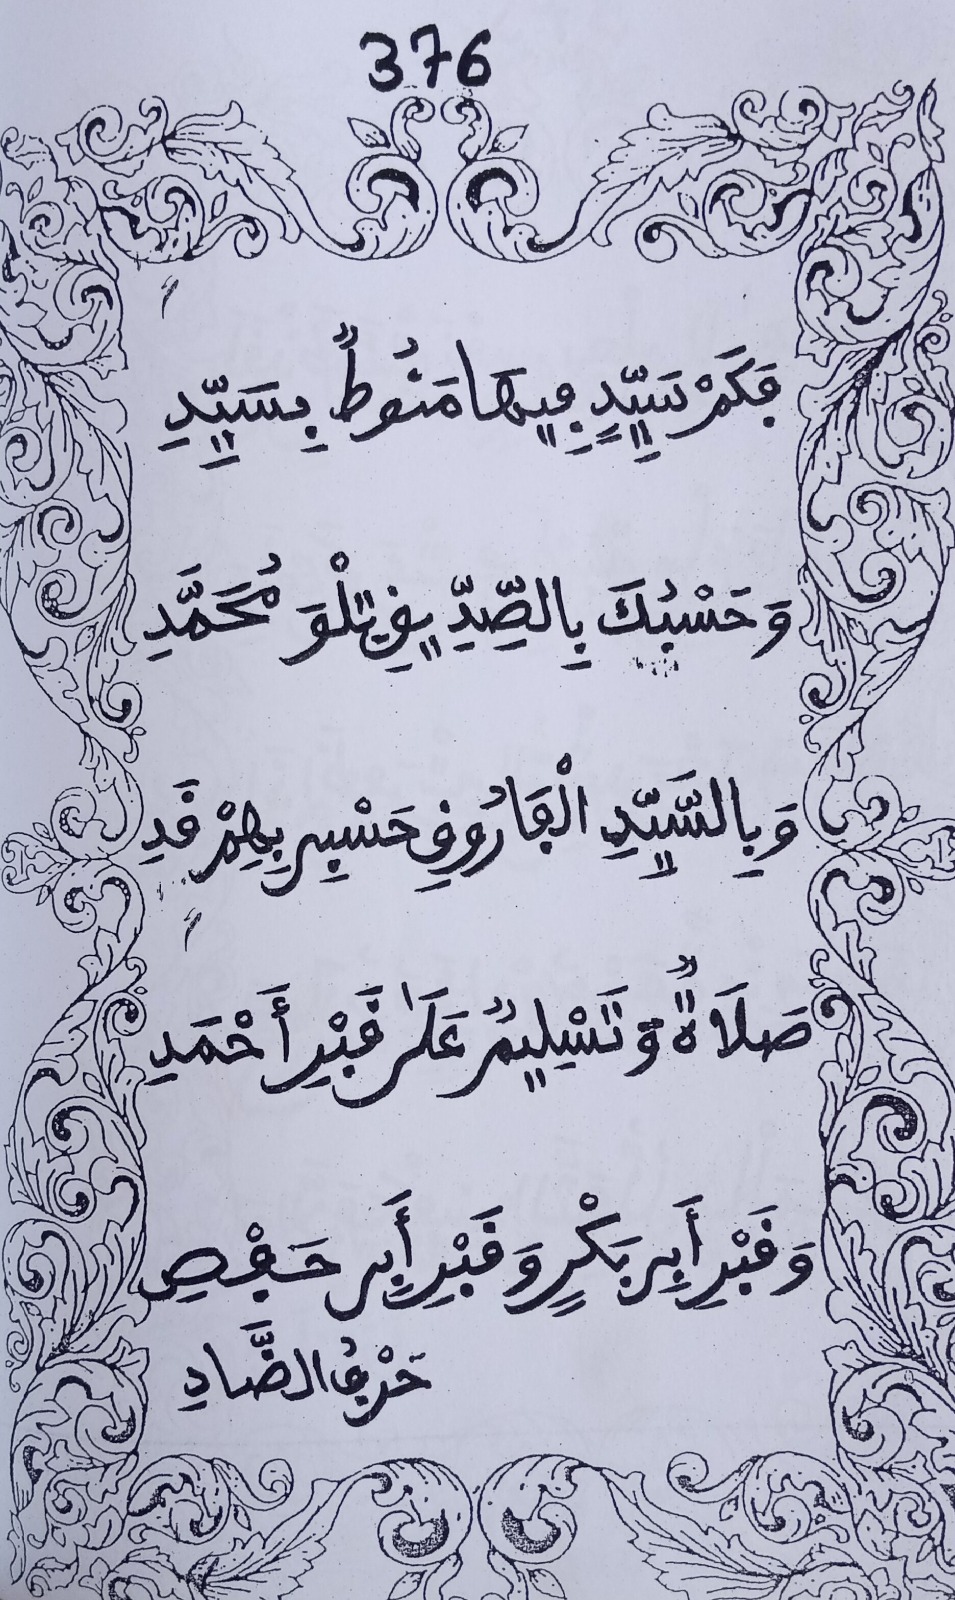 376
فَكَمْ سَيِّدٍ فِيهَا مَنُوطٌ بِسَيِّدِ
وَحَسْبُكَ بِالصِّدِّيقِ تِلْوَ مُحَمَّدِ
وَبِالسَّيِّدِ الْفَارُوقِ حَسْبِي بِهِمْ قَدِ
صَلَاةٌ وَتَسْلِيمٌ عَلَى قَبْرِ أَحْمَدِ
وَقَبْرِ أَبِي بَكْرٍ وَقَبْرِ أَبِي حَفْصِ
حَرْفُ الضَّادِ